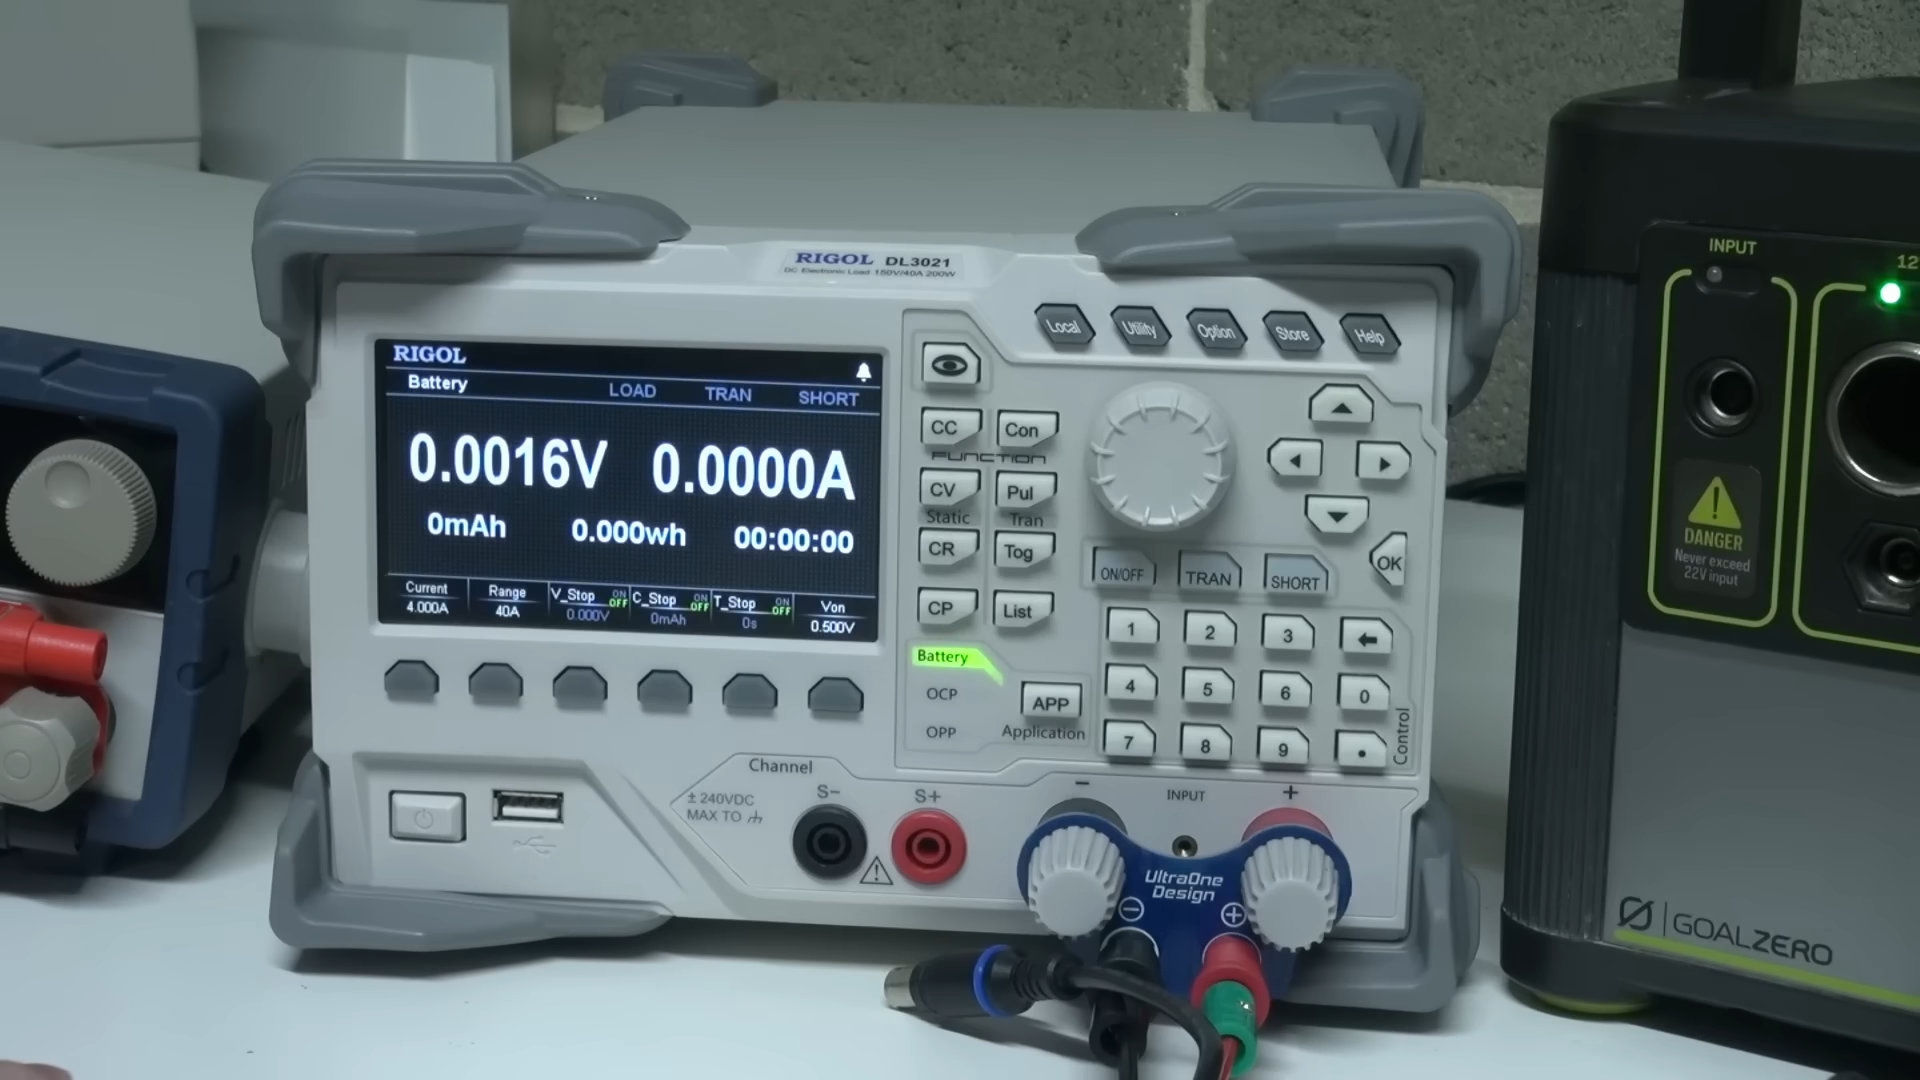 RIGOL DL3021
DC Electronic Load 150V/40A 200W
Local
Utility
Option
Store
Help
RIGOL
Battery LOAD TRAN SHORT
0.0016V 0.0000A
0mAh 0.000wh 00:00:00
Current Range V_Stop ON OFF C_Stop ON OFF T_Stop ON OFF Von
4.000A 40A 0.000V 0mAh 0s 0.500V
CC Con
FUNCTION
CV Pul
Static Tran
CR Tog
CP List
OK
ON/OFF TRAN SHORT
1 2 3
4 5 6 0
7 8 9 .
Control
Battery
OCP
OPP
APP
Application
Channel
± 240VDC
MAX TO
S- S+
- INPUT +
UltraOne
Design
INPUT
12
DANGER
Never exceed
22V input
GOALZERO